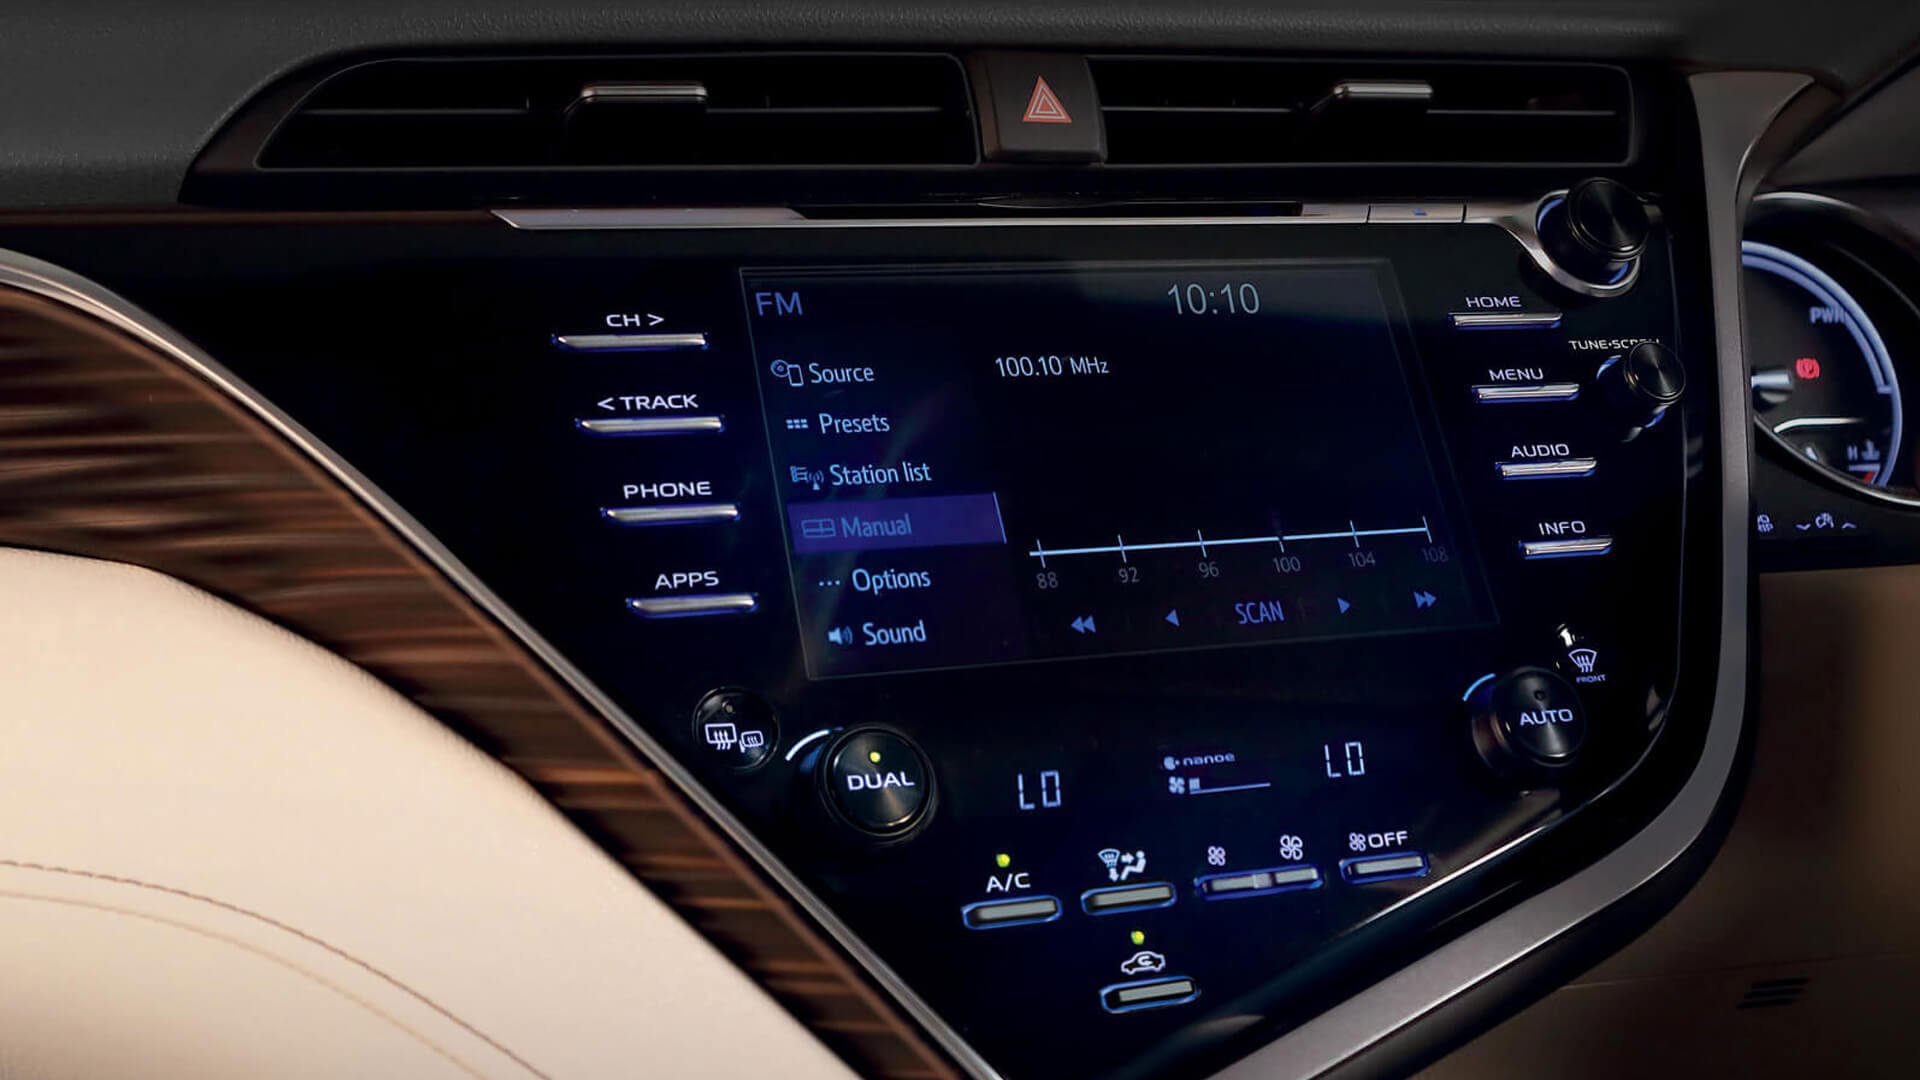 FM
10:10
CH >
< TRACK
PHONE
APPS
Source
Presets
Station list
Manual
Options
Sound
100.10 MHz
88 92 96 100 104 108
SCAN
HOME
MENU
AUDIO
INFO
PWR
H
FRONT
AUTO
DUAL
LO
nanoe
LO
A/C
OFF